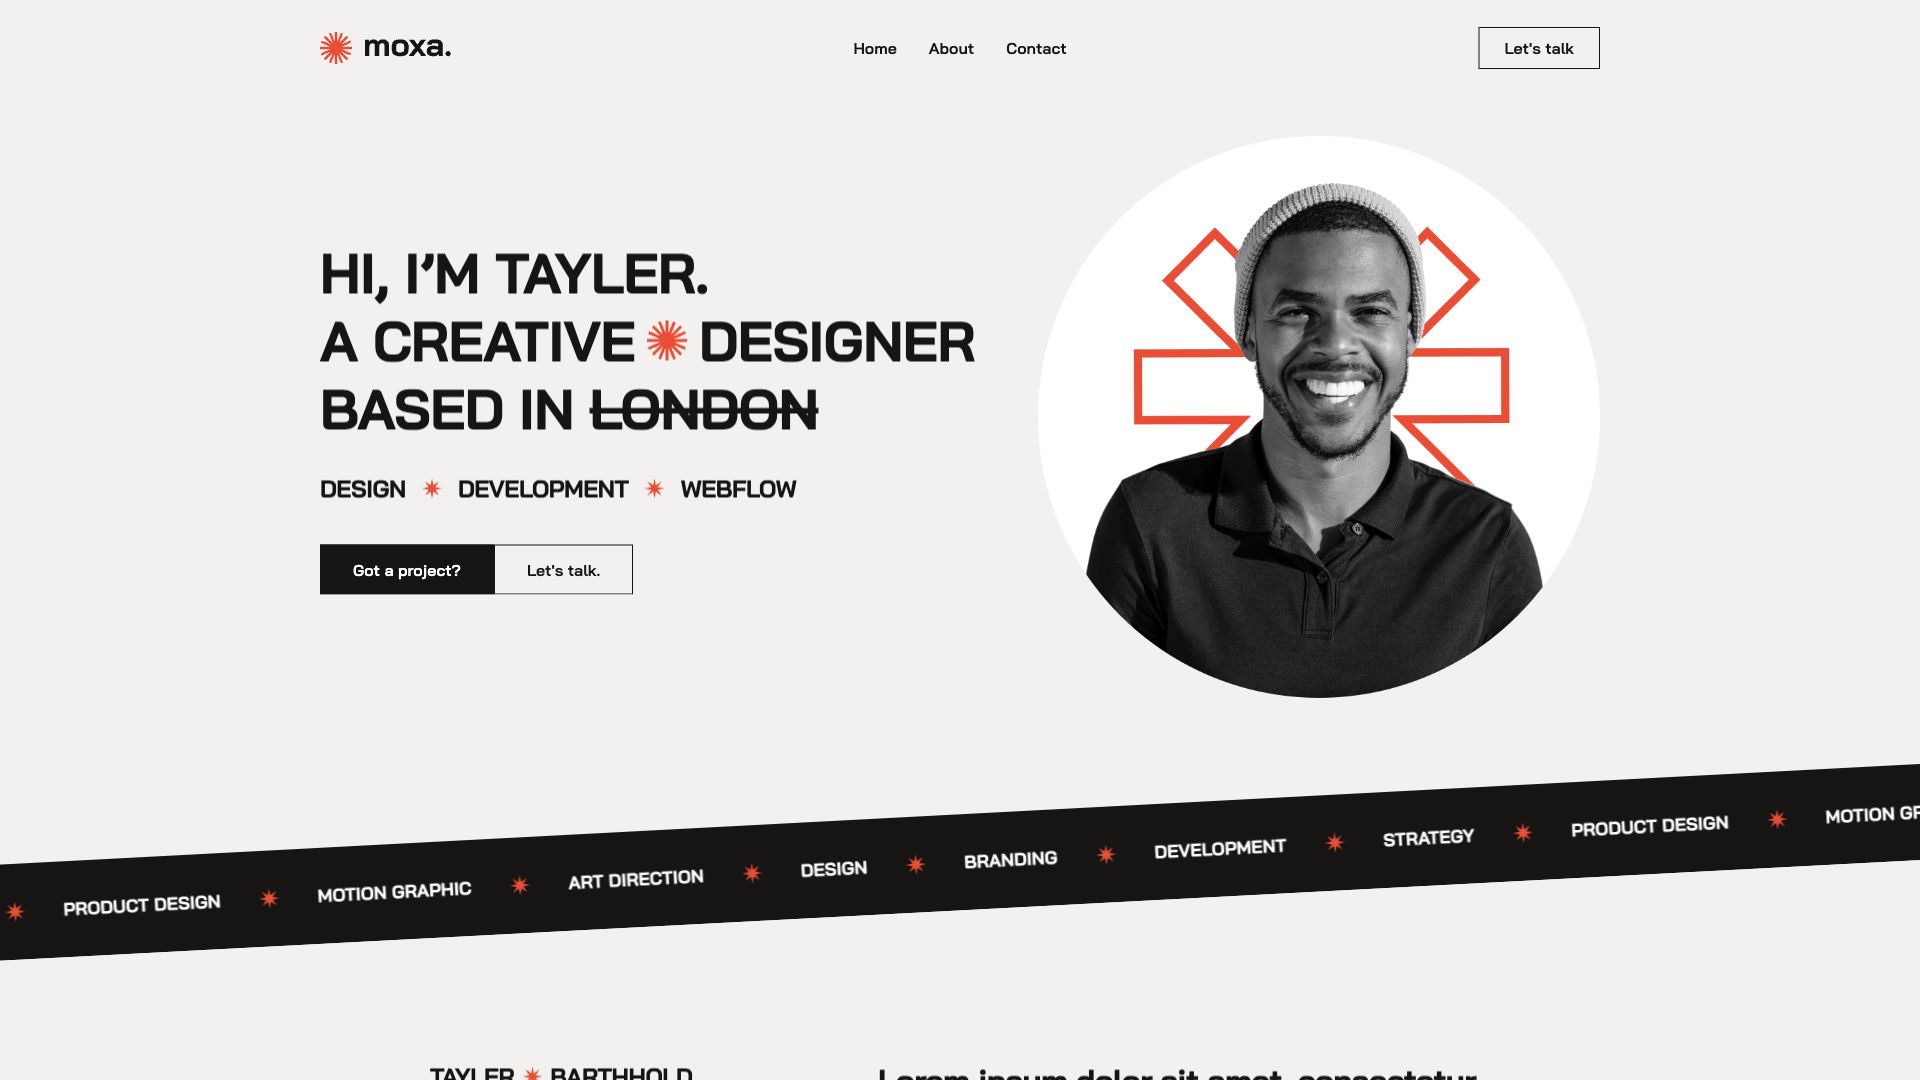 moxa.
Home About Contact
Let's talk
HI, I’M TAYLER.
A CREATIVE DESIGNER
BASED IN LONDON
DESIGN DEVELOPMENT WEBFLOW
Got a project? Let's talk.
PRODUCT DESIGN MOTION GRAPHIC ART DIRECTION DESIGN BRANDING DEVELOPMENT STRATEGY PRODUCT DESIGN MOTION GR
TAYLER BARTHHOLD
Lorem ipsum dolor sit amet, consectetur